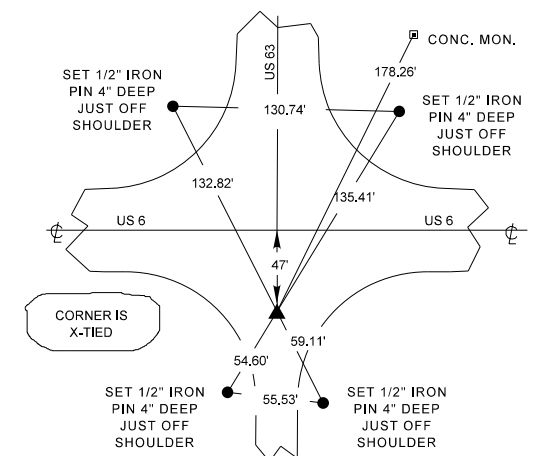 US 63
CONC. MON.
178.26'
SET 1/2" IRON
PIN 4" DEEP
JUST OFF
SHOULDER
130.74'
SET 1/2" IRON
PIN 4" DEEP
JUST OFF
SHOULDER
132.82'
135.41'
US 6
US 6
℄
℄
47'
CORNER IS
X-TIED
54.60'
59.11'
SET 1/2" IRON
PIN 4" DEEP
JUST OFF
SHOULDER
55.53'
SET 1/2" IRON
PIN 4" DEEP
JUST OFF
SHOULDER